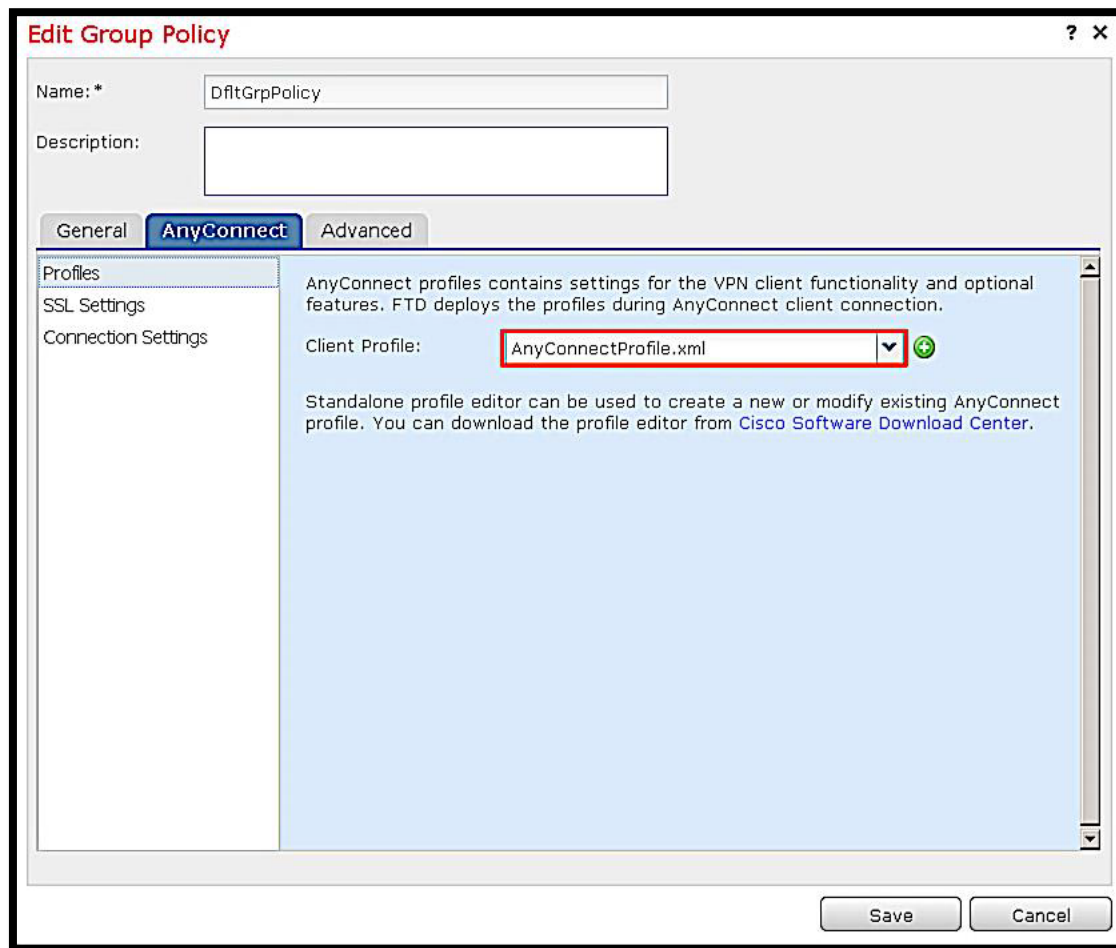 Edit Group Policy ? X
Name:* DfltGrpPolicy
Description:
General AnyConnect Advanced
Profiles
SSL Settings
Connection Settings
AnyConnect profiles contains settings for the VPN client functionality and optional
features. FTD deploys the profiles during AnyConnect client connection.
Client Profile: AnyConnectProfile.xml
Standalone profile editor can be used to create a new or modify existing AnyConnect
profile. You can download the profile editor from Cisco Software Download Center.
Save Cancel